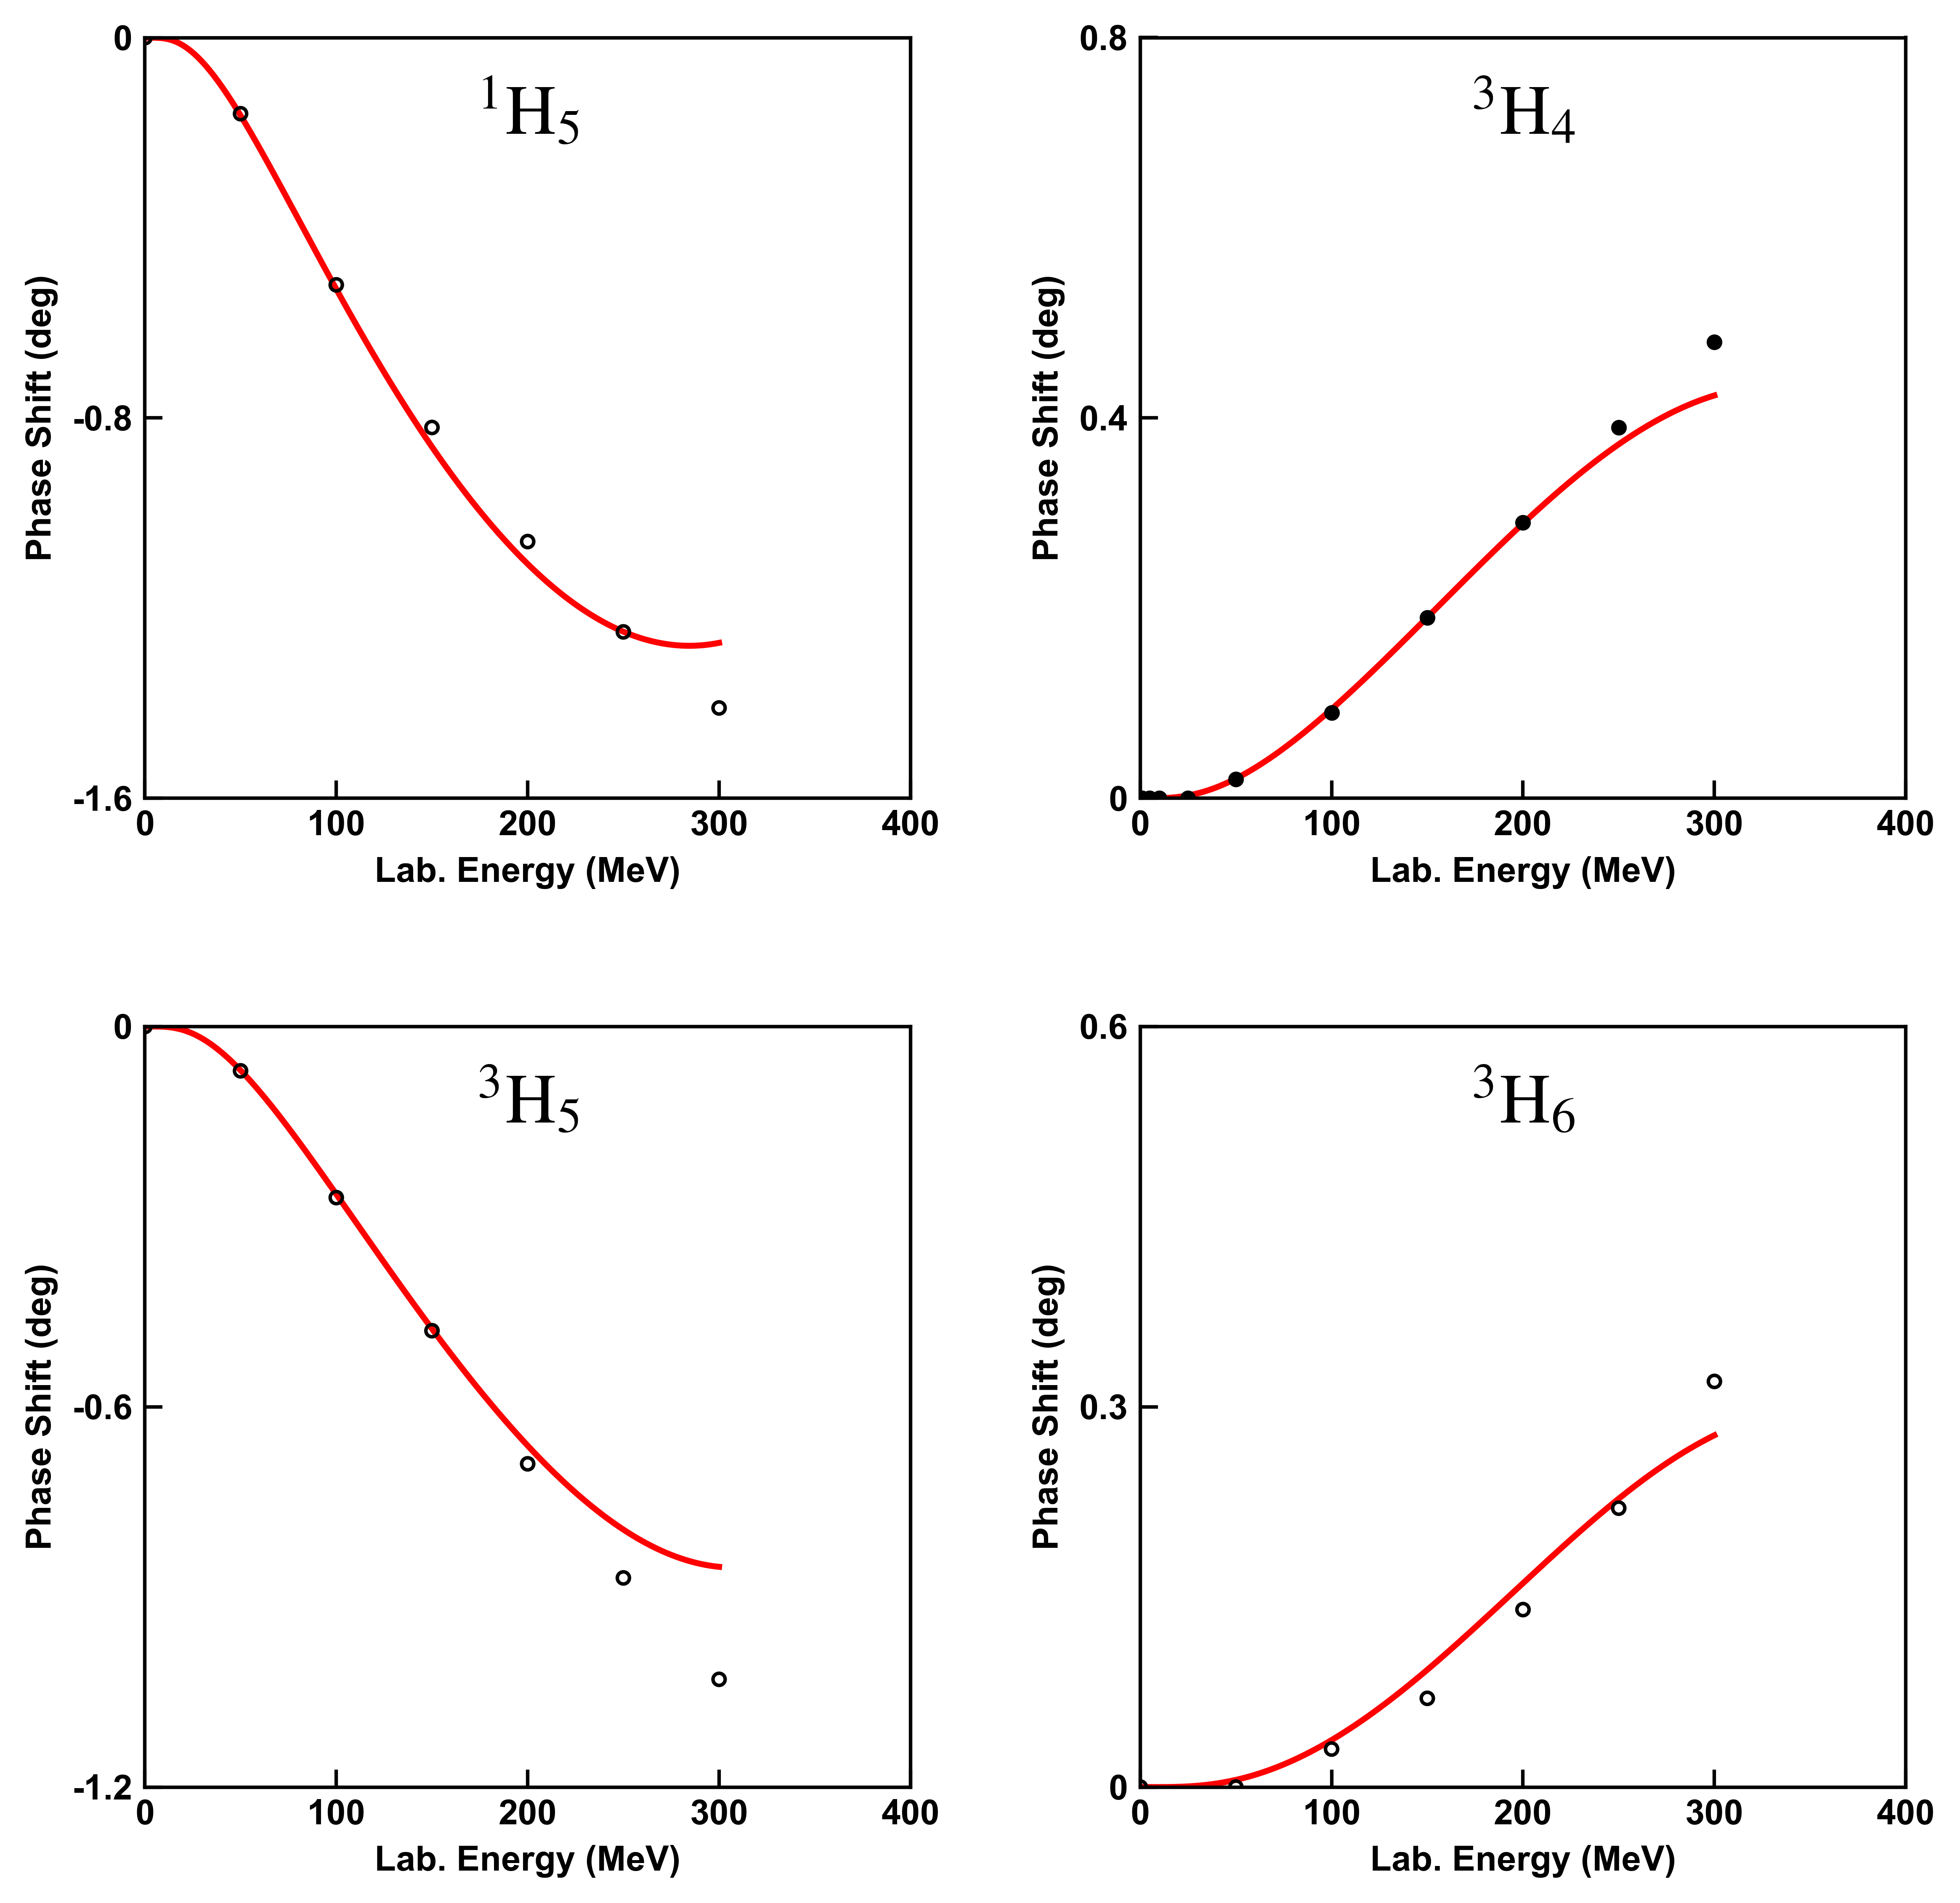 0
-0.8
-1.6
0 100 200 300 400
Lab. Energy (MeV)
Phase Shift (deg)
¹H₅
0.8
0.4
0
0 100 200 300 400
Lab. Energy (MeV)
Phase Shift (deg)
³H₄
0
-0.6
-1.2
0 100 200 300 400
Lab. Energy (MeV)
Phase Shift (deg)
³H₅
0.6
0.3
0
0 100 200 300 400
Lab. Energy (MeV)
Phase Shift (deg)
³H₆